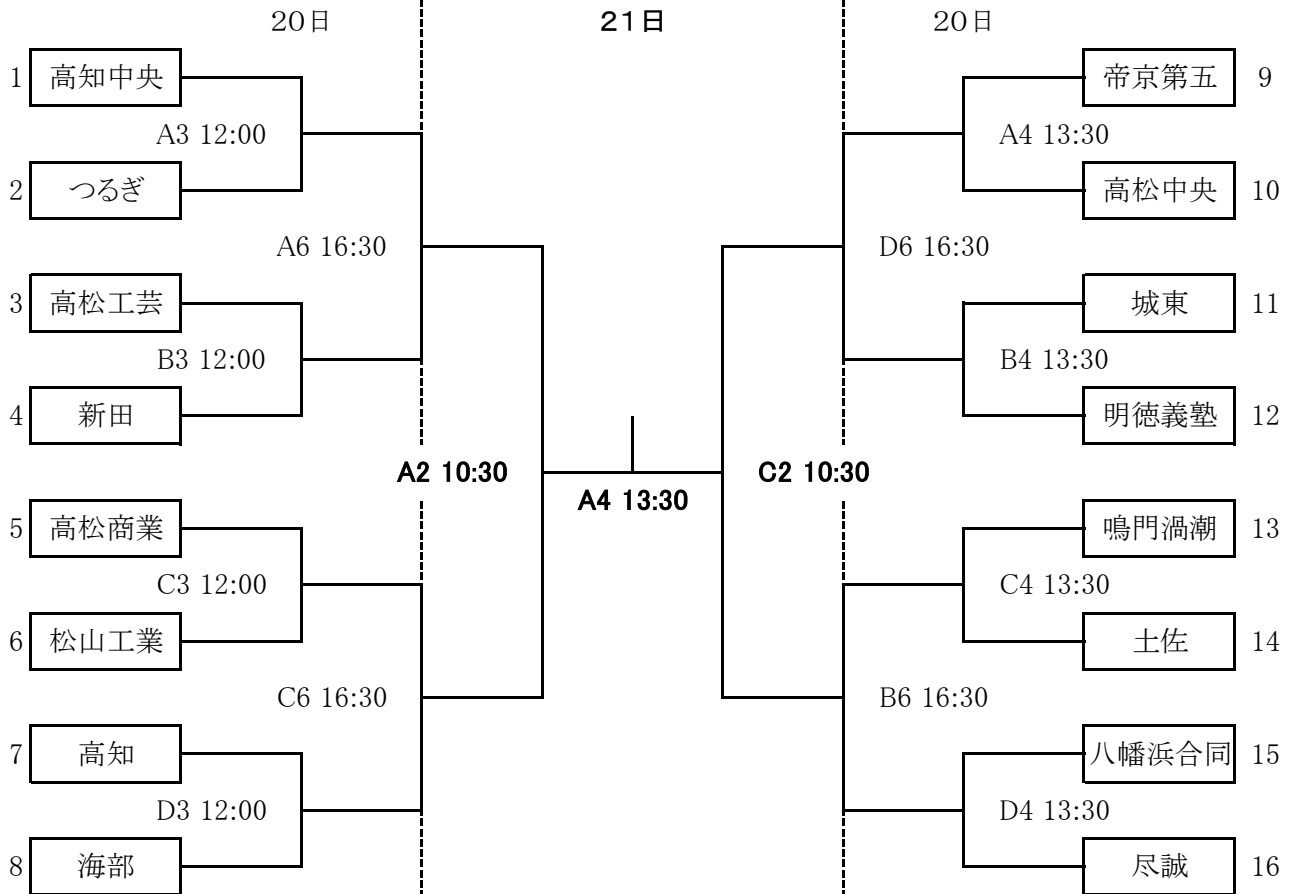 20日 21日 20日
1 高知中央 帝京第五 9
A3 12:00 A4 13:30
2 つるぎ 高松中央 10
A6 16:30 D6 16:30
3 高松工芸 城東 11
B3 12:00 B4 13:30
4 新田 明徳義塾 12
A2 10:30 C2 10:30
A4 13:30
5 高松商業 鳴門渦潮 13
C3 12:00 C4 13:30
6 松山工業 土佐 14
C6 16:30 B6 16:30
7 高知 八幡浜合同 15
D3 12:00 D4 13:30
8 海部 尽誠 16